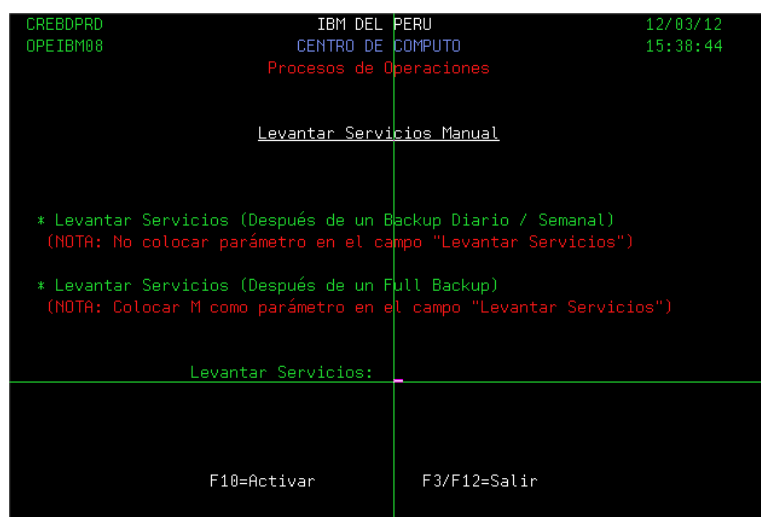 CREBDPRD IBM DEL PERU 12/03/12
OPEIBM08 CENTRO DE COMPUTO 15:38:44
Procesos de Operaciones
Levantar Servicios Manual
* Levantar Servicios (Después de un Backup Diario / Semanal)
(NOTA: No colocar parámetro en el campo "Levantar Servicios")
* Levantar Servicios (Después de un Full Backup)
(NOTA: Colocar M como parámetro en el campo "Levantar Servicios")
Levantar Servicios:
F10=Activar F3/F12=Salir